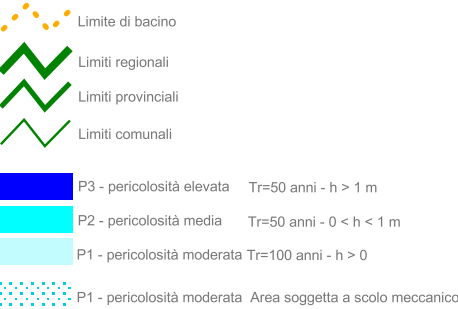 Limite di bacino
Limiti regionali
Limiti provinciali
Limiti comunali
P3 - pericolosità elevata Tr=50 anni - h > 1 m
P2 - pericolosità media Tr=50 anni - 0 < h < 1 m
P1 - pericolosità moderata Tr=100 anni - h > 0
P1 - pericolosità moderata Area soggetta a scolo meccanico